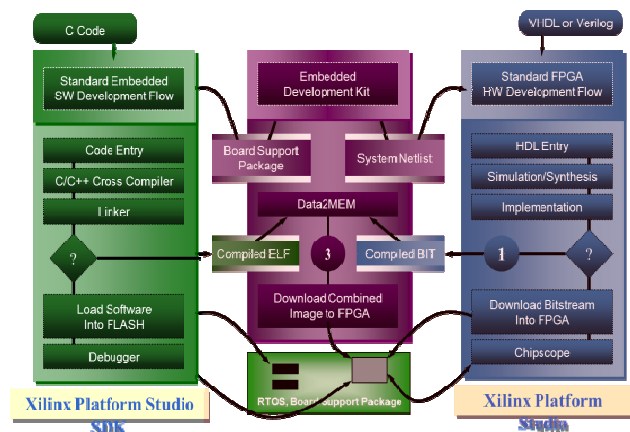 C Code
VHDL or Verilog
Standard Embedded
SW Development Flow
Embedded
Development Kit
Standard FPGA
HW Development Flow
Board Support
Package
System Netlist
Code Entry
C/C++ Cross Compiler
Linker
?
Data2MEM
HDL Entry
Simulation/Synthesis
Implementation
?
Compiled ELF
3
Compiled BIT
1
Load Software
Into FLASH
Debugger
Download Combined
Image to FPGA
Download Bitstream
Into FPGA
Chipscope
RTOS, Board Support Package
Xilinx Platform Studio
SDK
Xilinx Platform
Studio